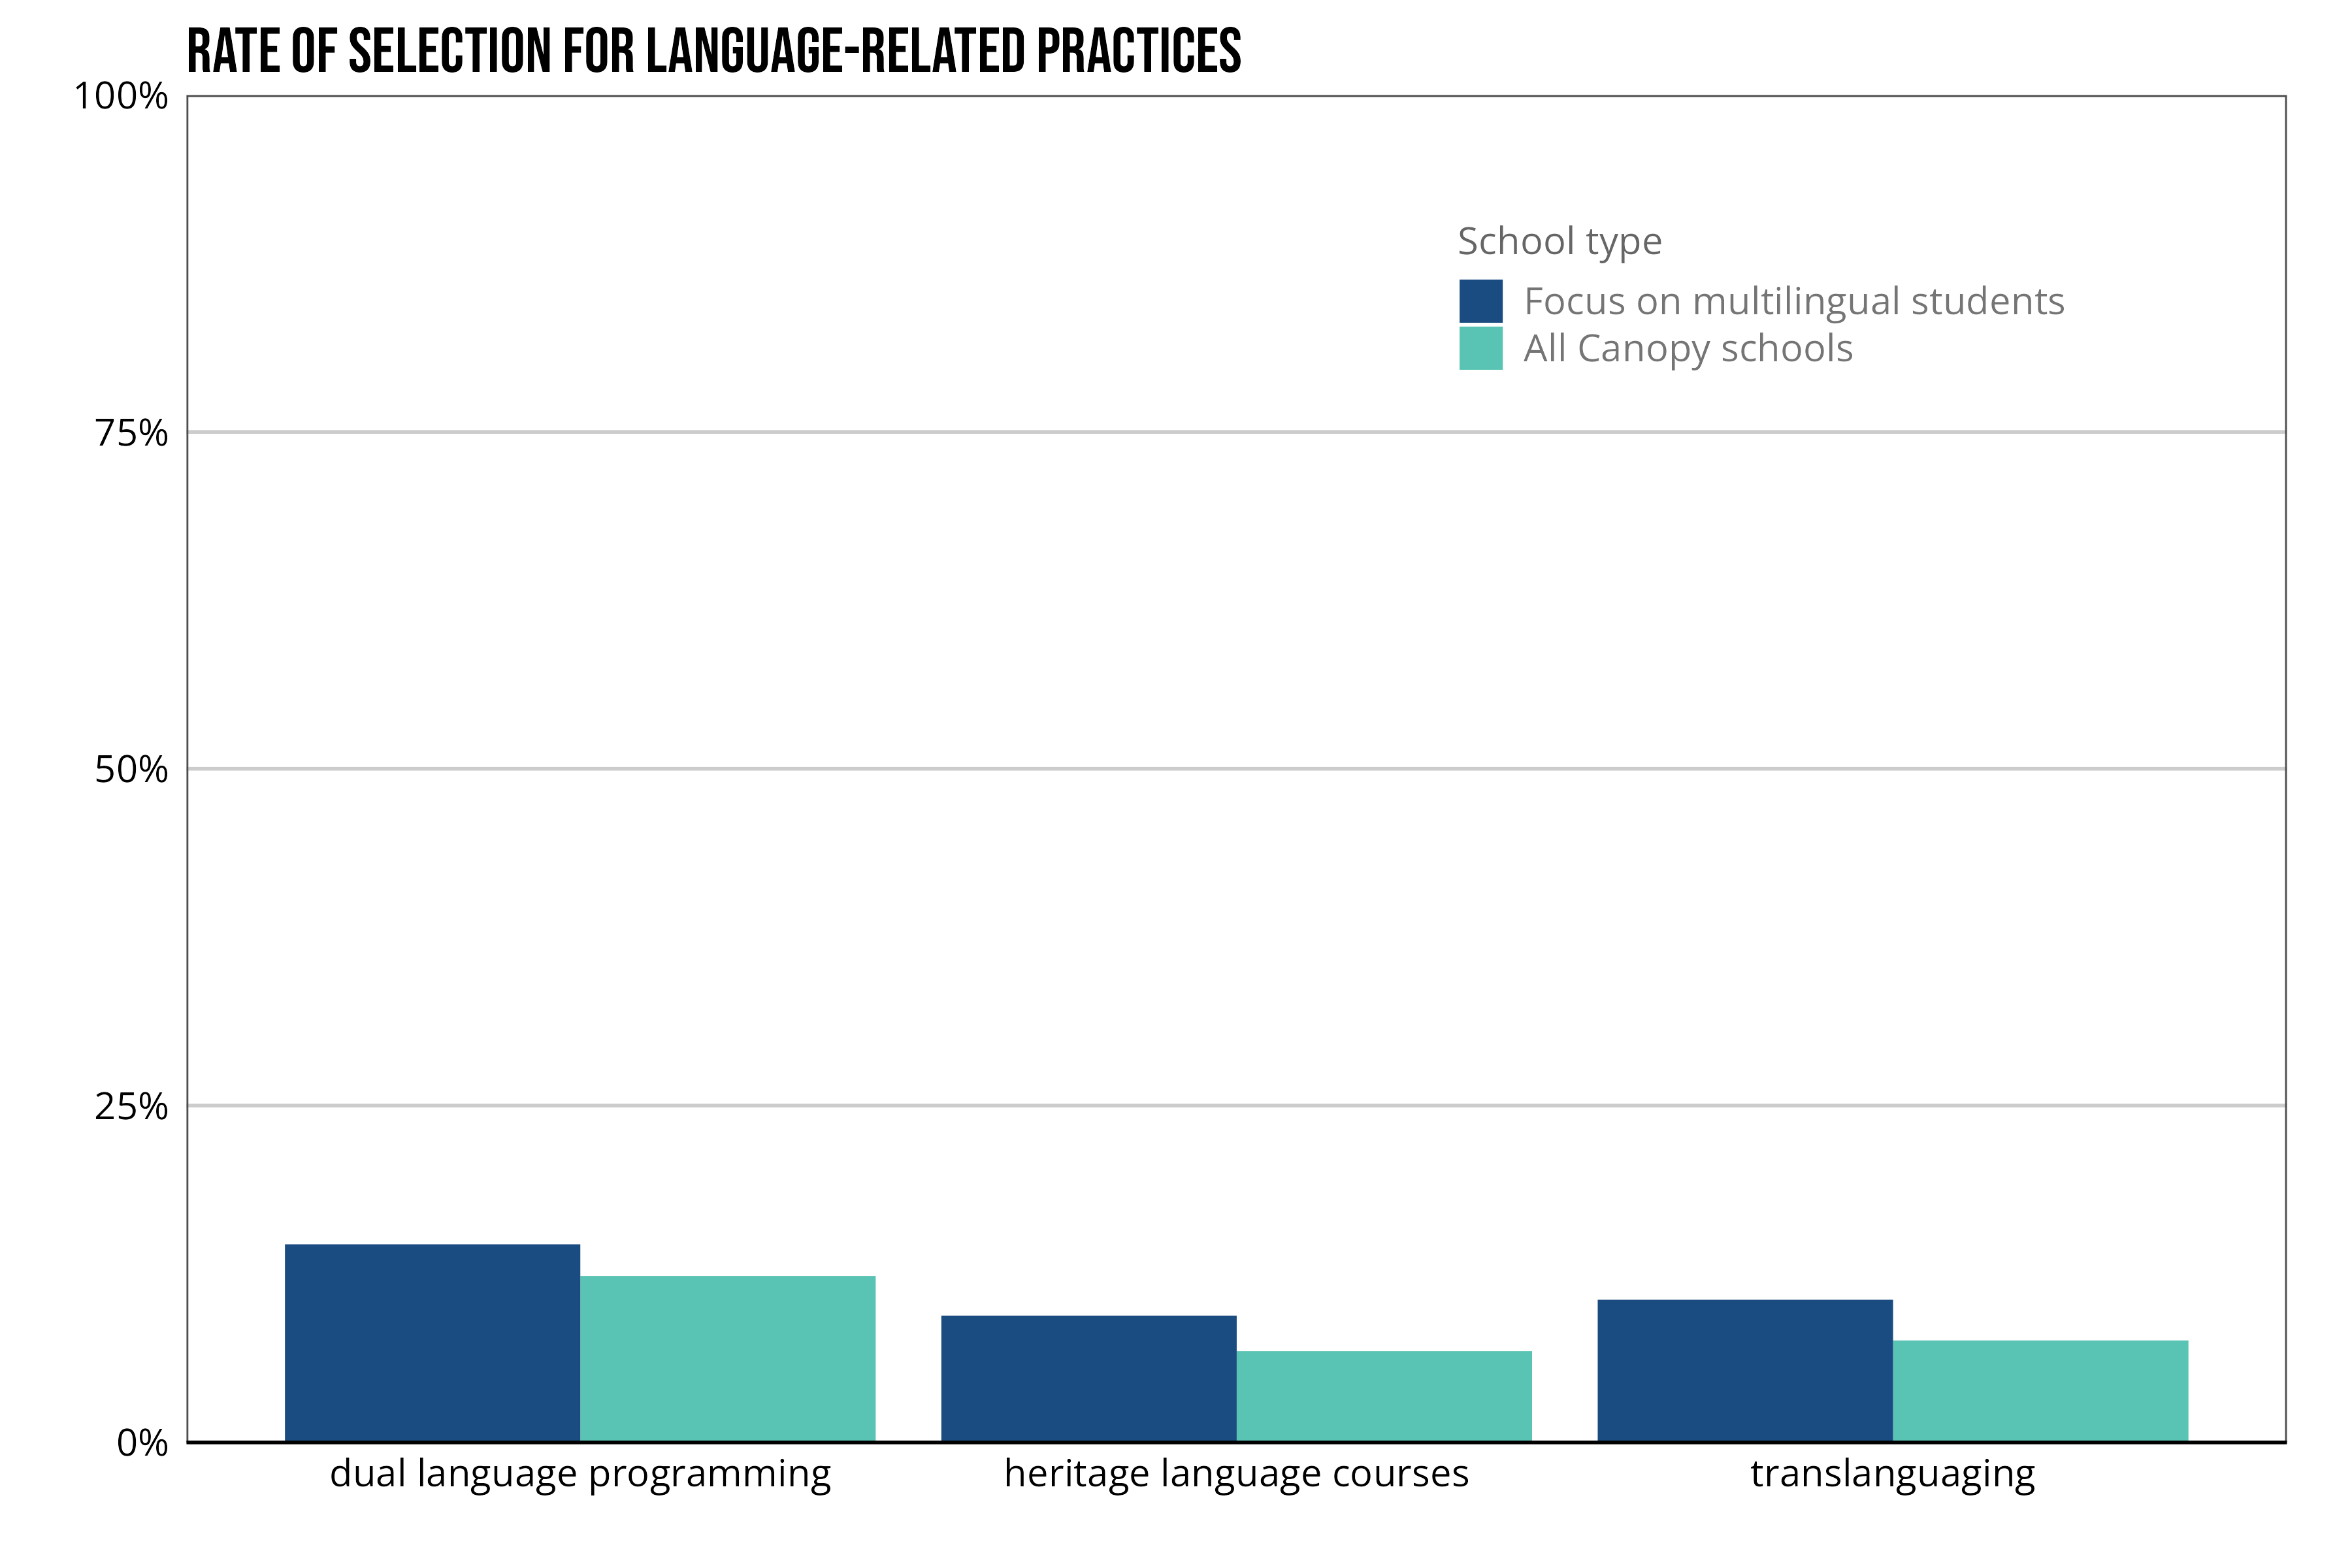 RATE OF SELECTION FOR LANGUAGE-RELATED PRACTICES
100%
School type
Focus on multilingual students
All Canopy schools
75%
50%
25%
0%
dual language programming
heritage language courses
translanguaging